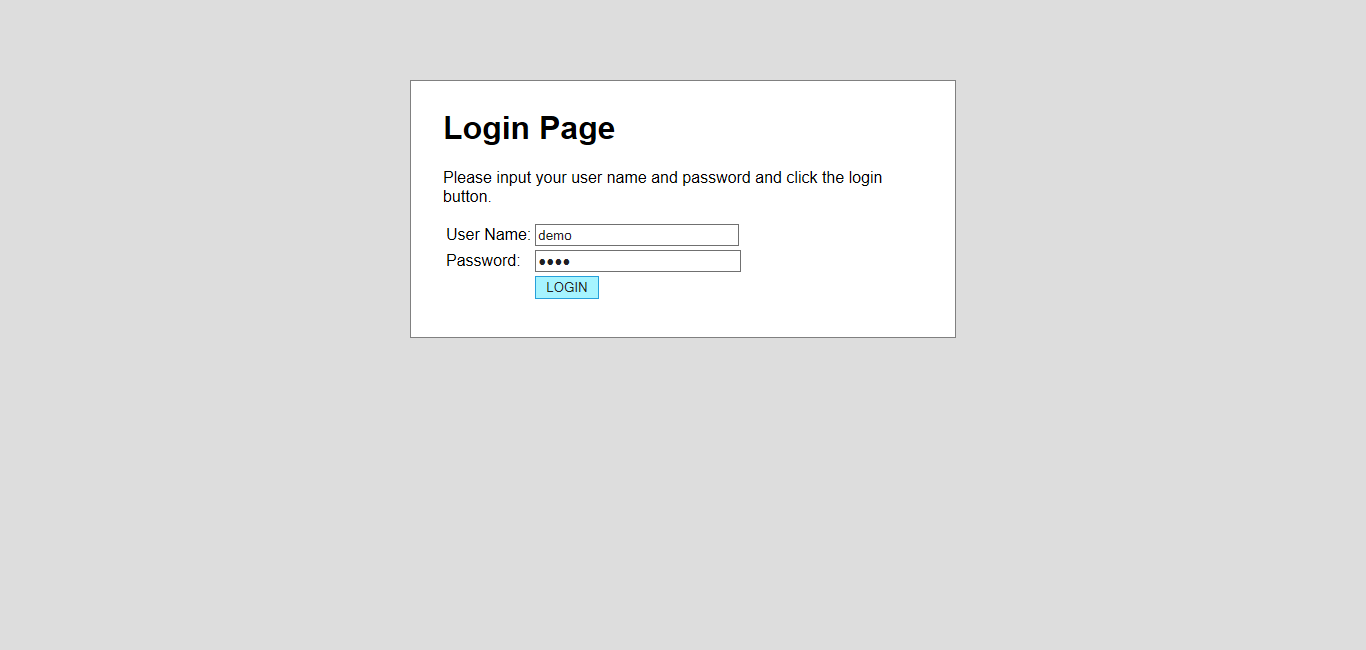 Login Page
Please input your user name and password and click the login
button.
User Name: demo
Password: ●●●●
LOGIN